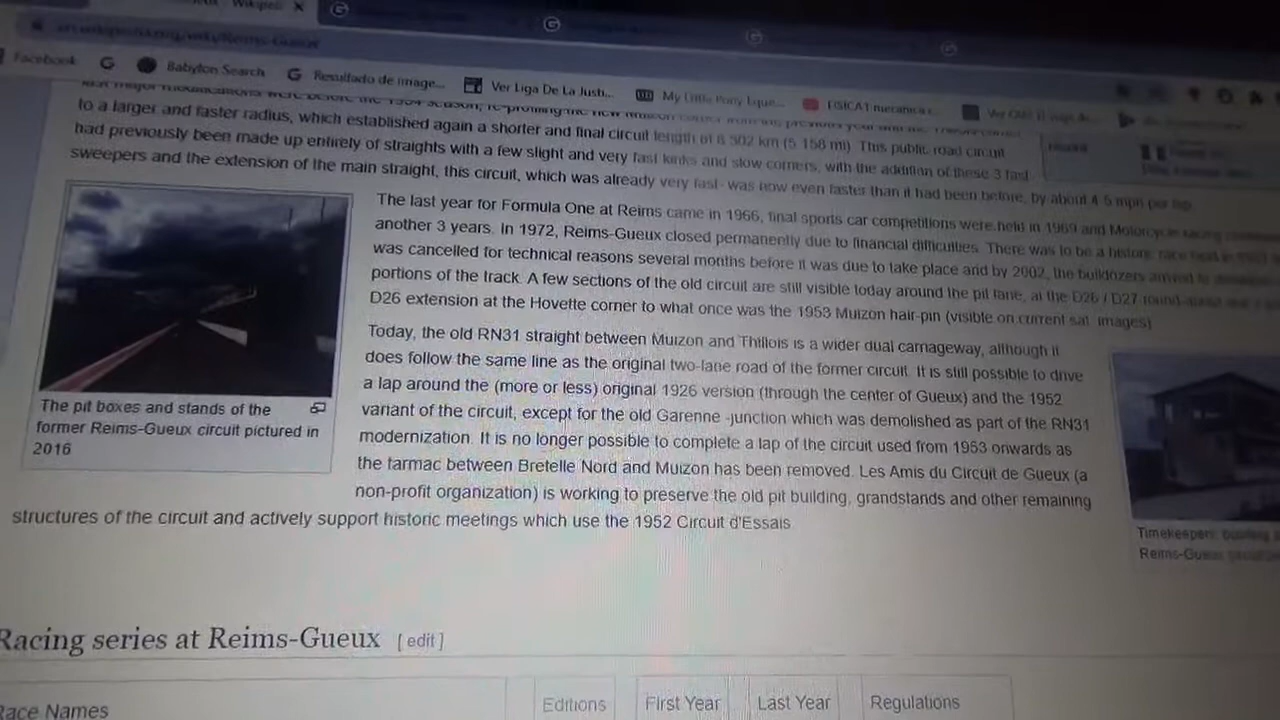 Facebook
Babylon Search
Resultado de image...
Ver Liga De La Justi...
My Little Pony Eque...
to a larger and faster radius, which established again a shorter and final circuit length of 8.302 km (5.158 mi). This public road circuit
had previously been made up entirely of straights with a few slight and very fast kinks and slow corners, with the addition of these 3 fast
sweepers and the extension of the main straight, this circuit, which was already very fast- was now even faster than it had been before, by about 4-5 mph per lap.
The last year for Formula One at Reims came in 1966, final sports car competitions were held in 1969 and Motorcycle racing
another 3 years. In 1972, Reims-Gueux closed permanently due to financial difficulties. There was to be a historic race
was cancelled for technical reasons several months before it was due to take place and by 2002, the bulldozers arrived to
portions of the track. A few sections of the old circuit are still visible today around the pit lane, at the D26 / D27
D26 extension at the Hovette corner to what once was the 1953 Muizon hair-pin (visible on current sat. images)
Today, the old RN31 straight between Muizon and Thillois is a wider dual carriageway, although it
does follow the same line as the original two-lane road of the former circuit. It is still possible to drive
a lap around the (more or less) original 1926 version (through the center of Gueux) and the 1952
variant of the circuit, except for the old Garenne -junction which was demolished as part of the RN31
modernization. It is no longer possible to complete a lap of the circuit used from 1953 onwards as
the tarmac between Bretelle Nord and Muizon has been removed. Les Amis du Circuit de Gueux (a
non-profit organization) is working to preserve the old pit building, grandstands and other remaining
structures of the circuit and actively support historic meetings which use the 1952 Circuit d'Essais.
The pit boxes and stands of the
former Reims-Gueux circuit pictured in
2016
Timekeepers building
Reims-Gueux
Racing series at Reims-Gueux [ edit ]
Race Names
Editions
First Year
Last Year
Regulations